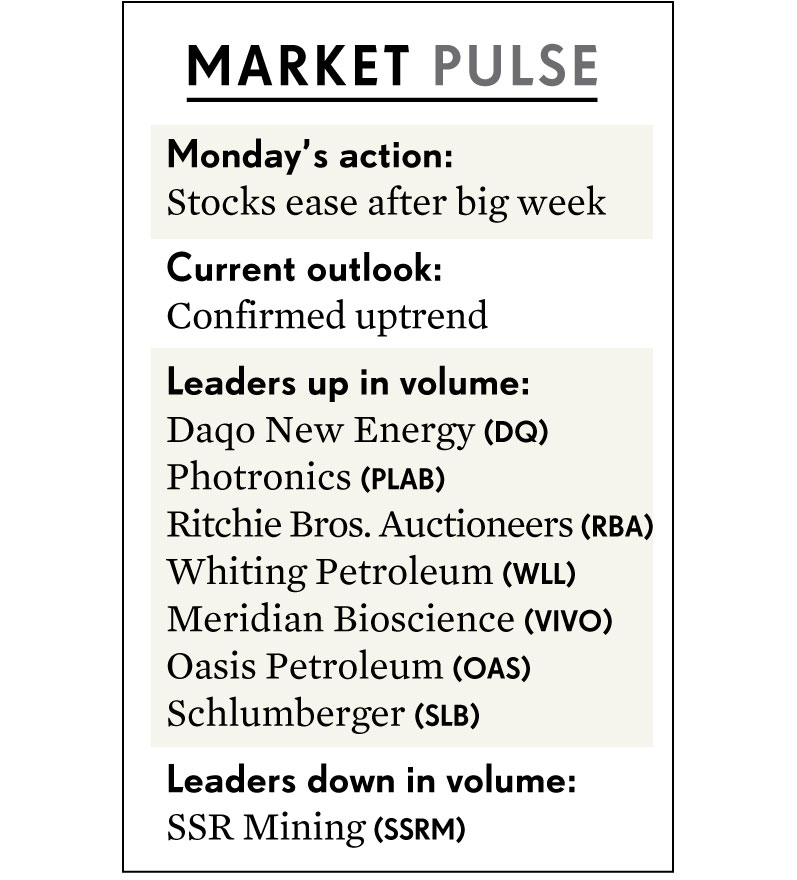 MARKET PULSE
Monday's action:
Stocks ease after big week
Current outlook:
Confirmed uptrend
Leaders up in volume:
Daqo New Energy (DQ)
Photronics (PLAB)
Ritchie Bros. Auctioneers (RBA)
Whiting Petroleum (WLL)
Meridian Bioscience (VIVO)
Oasis Petroleum (OAS)
Schlumberger (SLB)
Leaders down in volume:
SSR Mining (SSRM)